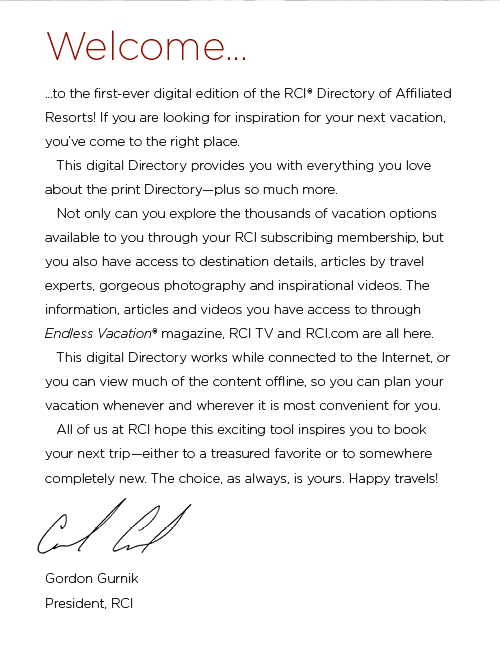 Welcome...
...to the first-ever digital edition of the RCI® Directory of Affiliated
Resorts! If you are looking for inspiration for your next vacation,
you've come to the right place.
This digital Directory provides you with everything you love
about the print Directory—plus so much more.
Not only can you explore the thousands of vacation options
available to you through your RCI subscribing membership, but
you also have access to destination details, articles by travel
experts, gorgeous photography and inspirational videos. The
information, articles and videos you have access to through
Endless Vacation® magazine, RCI TV and RCI.com are all here.
This digital Directory works while connected to the Internet, or
you can view much of the content offline, so you can plan your
vacation whenever and wherever it is most convenient for you.
All of us at RCI hope this exciting tool inspires you to book
your next trip—either to a treasured favorite or to somewhere
completely new. The choice, as always, is yours. Happy travels!
Gordon Gurnik
President, RCI